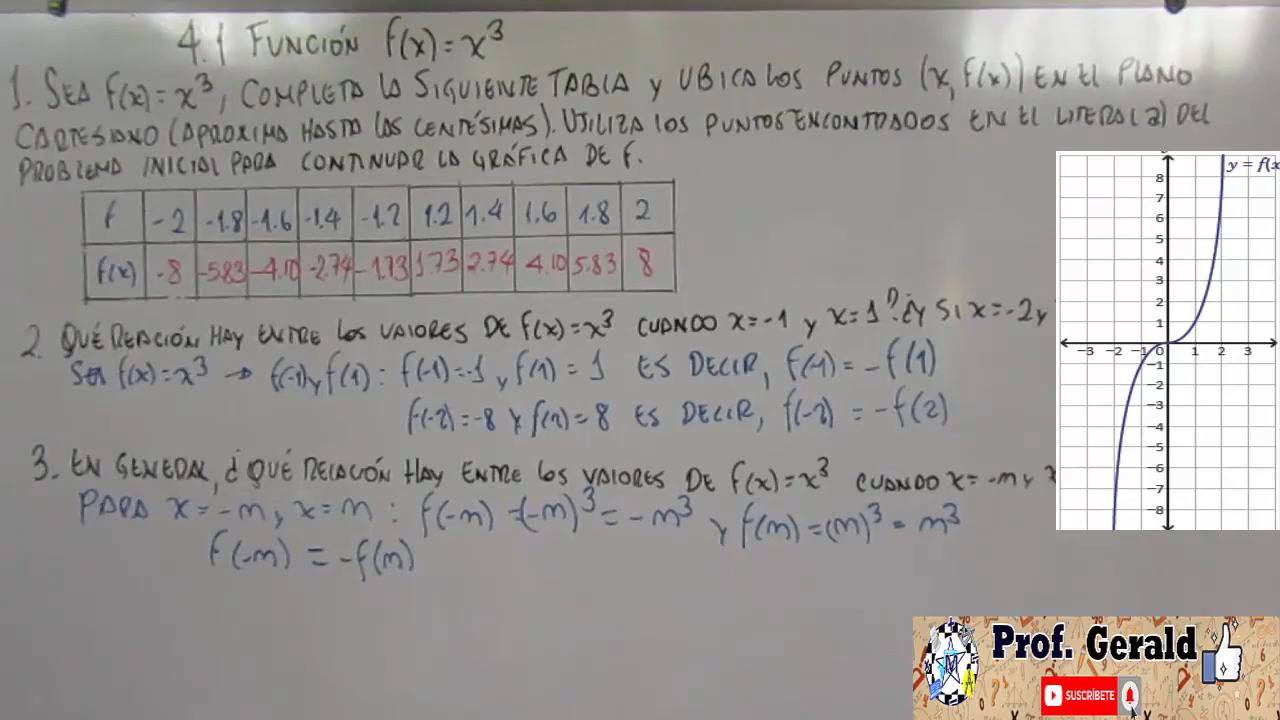 4.1 FUNCIÓN f(x)=x³
1. SEA f(x)=x³, COMPLETA LA SIGUIENTE TABLA Y UBICA LOS PUNTOS (x, f(x)) EN EL PLANO
CARTESIANO (APROXIMA HASTA LAS CENTÉSIMAS). UTILIZA LOS PUNTOS ENCONTRADOS EN EL LITERAL 2) DEL
PROBLEMA INICIAL PARA CONTINUAR LA GRÁFICA DE f.
f -2 -1.8 -1.6 -1.4 -1.2 1.2 1.4 1.6 1.8 2
f(x) -8 -5.83 -4.10 -2.74 -1.73 1.73 2.74 4.10 5.83 8
2. QUÉ RELACIÓN HAY ENTRE LOS VALORES DE f(x)=x³ CUANDO x=-1 Y x=1? ¿Y SI x=-2 Y
SEA f(x)=x³ → f(-1) y f(1): f(-1)=-1 y f(1)=1 ES DECIR, f(-1)=-f(1)
f(-2)=-8 Y f(2)=8 ES DECIR, f(-2)=-f(2)
3. EN GENERAL, ¿QUÉ RELACIÓN HAY ENTRE LOS VALORES DE f(x)=x³ CUANDO x=-m y
PARA x=-m, x=m: f(-m)=(-m)³=-m³ Y f(m)=(m)³=m³
f(-m)=-f(m)
y = f(x
8
7
6
5
4
3
2
1
-3 -2 -1 0 1 2 3
-1
-2
-3
-4
-5
-6
-7
-8
Prof. Gerald
SUSCRÍBETE